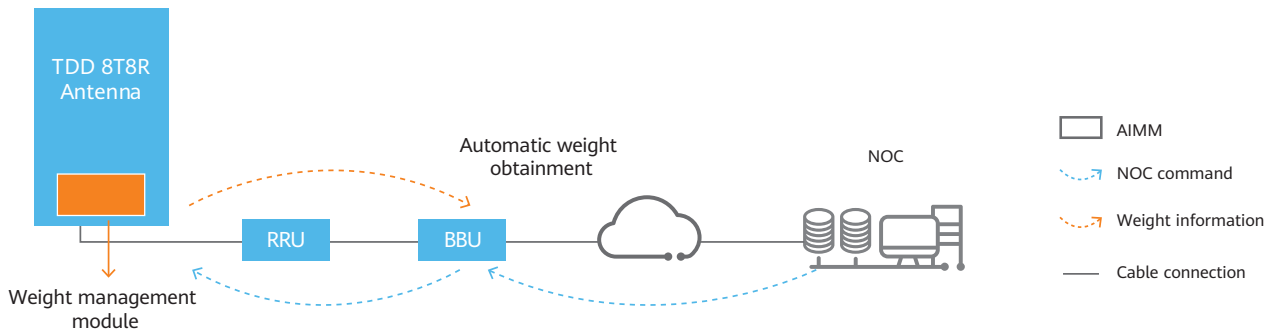 TDD 8T8R
Antenna
Automatic weight
obtainment
NOC
RRU
BBU
Weight management
module
AIMM
NOC command
Weight information
Cable connection